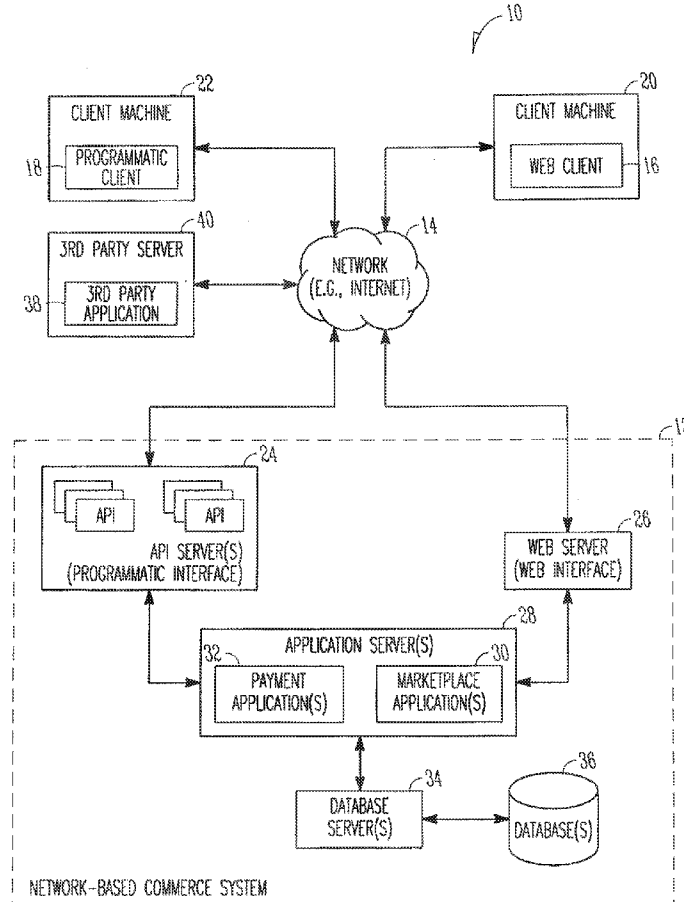 10
22
CLIENT MACHINE
18
PROGRAMMATIC
CLIENT
20
CLIENT MACHINE
WEB CLIENT
16
40
3RD PARTY SERVER
38
3RD PARTY
APPLICATION
14
NETWORK
(E.G., INTERNET)
24
API
API
API SERVER(S)
(PROGRAMMATIC INTERFACE)
26
WEB SERVER
(WEB INTERFACE)
28
APPLICATION SERVER(S)
32
PAYMENT
APPLICATION(S)
30
MARKETPLACE
APPLICATION(S)
34
DATABASE
SERVER(S)
36
DATABASE(S)
NETWORK-BASED COMMERCE SYSTEM